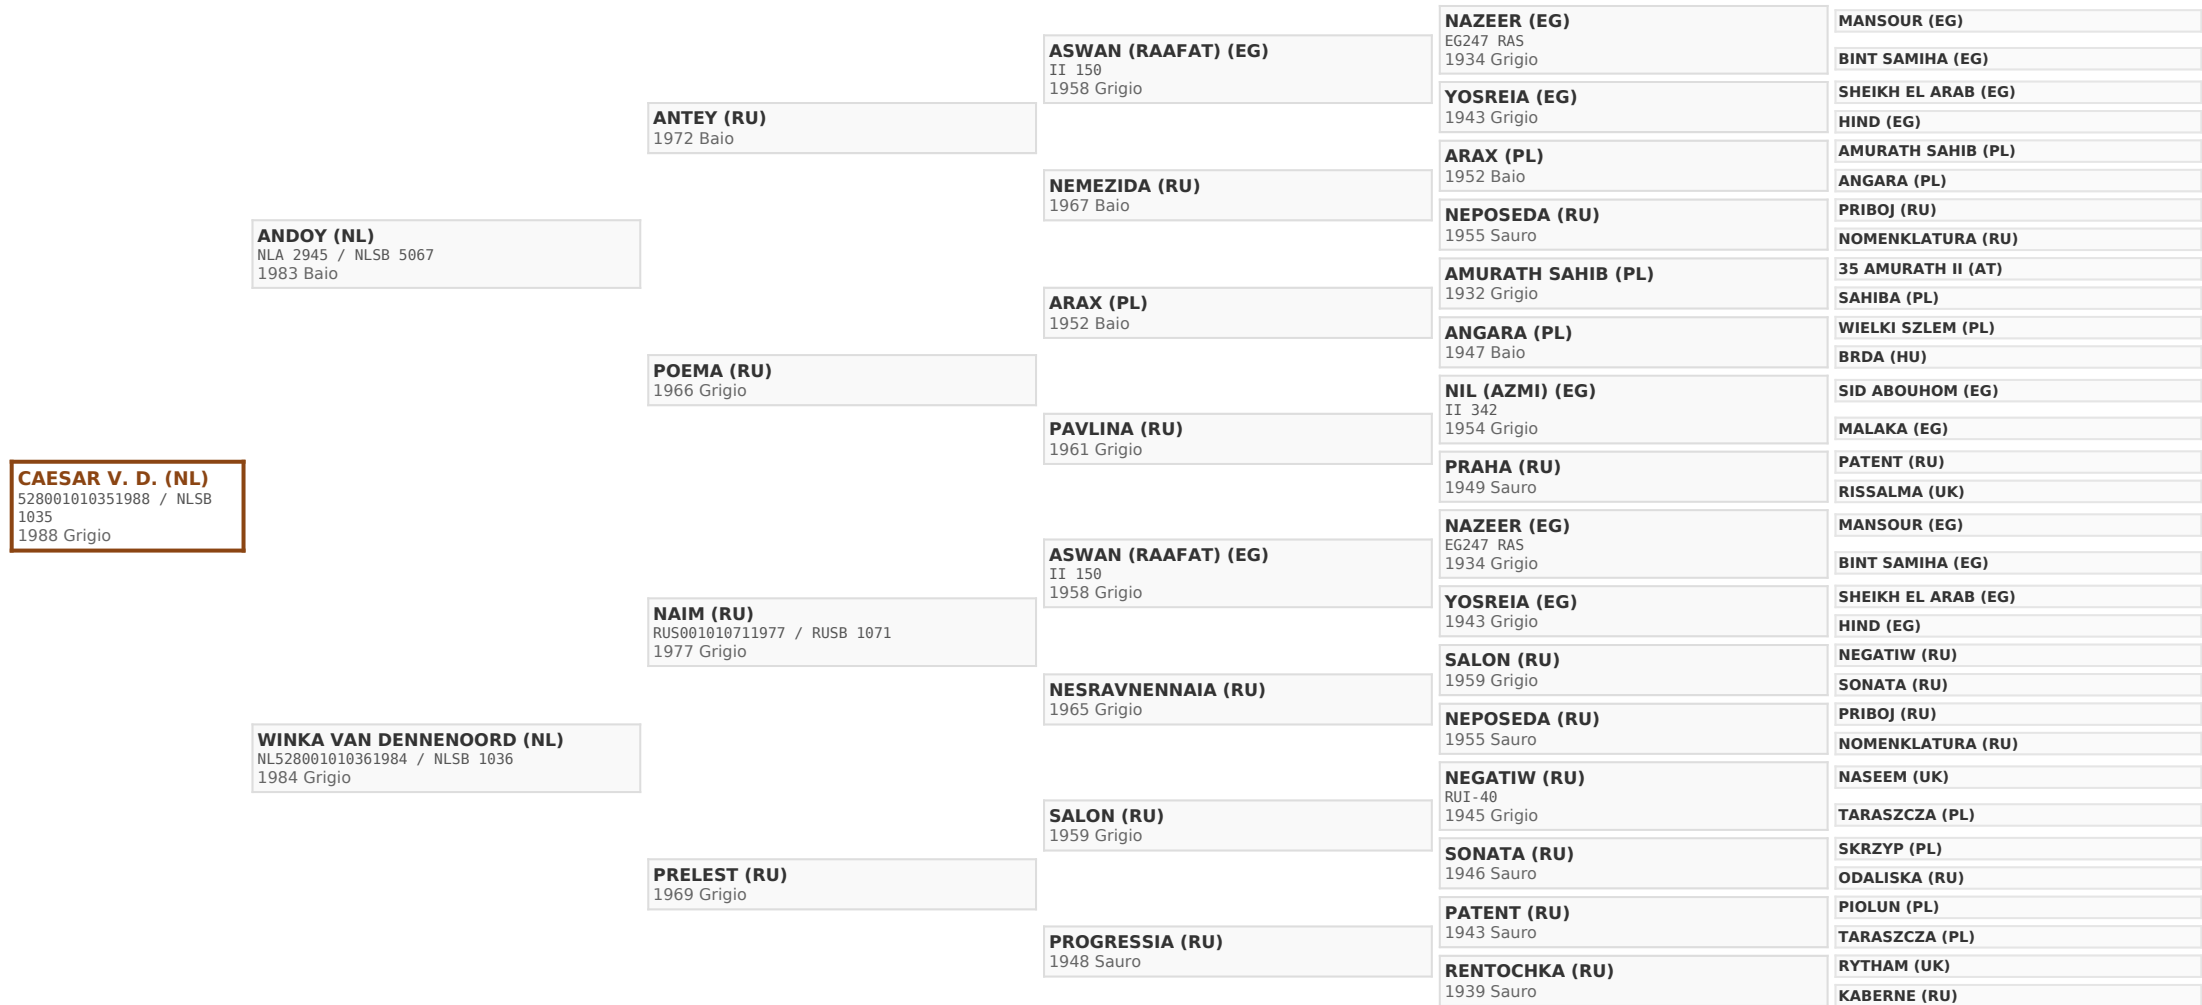 CAESAR V. D. (NL)
528001010351988 / NLSB
1035
1988 Grigio
ANDOY (NL)
NLA 2945 / NLSB 5067
1983 Baio
WINKA VAN DENNENOORD (NL)
NL528001010361984 / NLSB 1036
1984 Grigio
ANTEY (RU)
1972 Baio
POEMA (RU)
1966 Grigio
NAIM (RU)
RUS001010711977 / RUSB 1071
1977 Grigio
PRELEST (RU)
1969 Grigio
ASWAN (RAAFAT) (EG)
II 150
1958 Grigio
NEMEZIDA (RU)
1967 Baio
ARAX (PL)
1952 Baio
PAVLINA (RU)
1961 Grigio
ASWAN (RAAFAT) (EG)
II 150
1958 Grigio
NESRAVNENNAIA (RU)
1965 Grigio
SALON (RU)
1959 Grigio
PROGRESSIA (RU)
1948 Sauro
NAZEER (EG)
EG247 RAS
1934 Grigio
YOSREIA (EG)
1943 Grigio
ARAX (PL)
1952 Baio
NEPOSEDA (RU)
1955 Sauro
AMURATH SAHIB (PL)
1932 Grigio
ANGARA (PL)
1947 Baio
NIL (AZMI) (EG)
II 342
1954 Grigio
PRAHA (RU)
1949 Sauro
NAZEER (EG)
EG247 RAS
1934 Grigio
YOSREIA (EG)
1943 Grigio
SALON (RU)
1959 Grigio
NEPOSEDA (RU)
1955 Sauro
NEGATIW (RU)
RUI-40
1945 Grigio
SONATA (RU)
1946 Sauro
PATENT (RU)
1943 Sauro
RENTOCHKA (RU)
1939 Sauro
MANSOUR (EG)
BINT SAMIHA (EG)
SHEIKH EL ARAB (EG)
HIND (EG)
AMURATH SAHIB (PL)
ANGARA (PL)
PRIBOJ (RU)
NOMENKLATURA (RU)
35 AMURATH II (AT)
SAHIBA (PL)
WIELKI SZLEM (PL)
BRDA (HU)
SID ABOUHOM (EG)
MALAKA (EG)
PATENT (RU)
RISSALMA (UK)
MANSOUR (EG)
BINT SAMIHA (EG)
SHEIKH EL ARAB (EG)
HIND (EG)
NEGATIW (RU)
SONATA (RU)
PRIBOJ (RU)
NOMENKLATURA (RU)
NASEEM (UK)
TARASZCZA (PL)
SKRZYP (PL)
ODALISKA (RU)
PIOLUN (PL)
TARASZCZA (PL)
RYTHAM (UK)
KABERNE (RU)